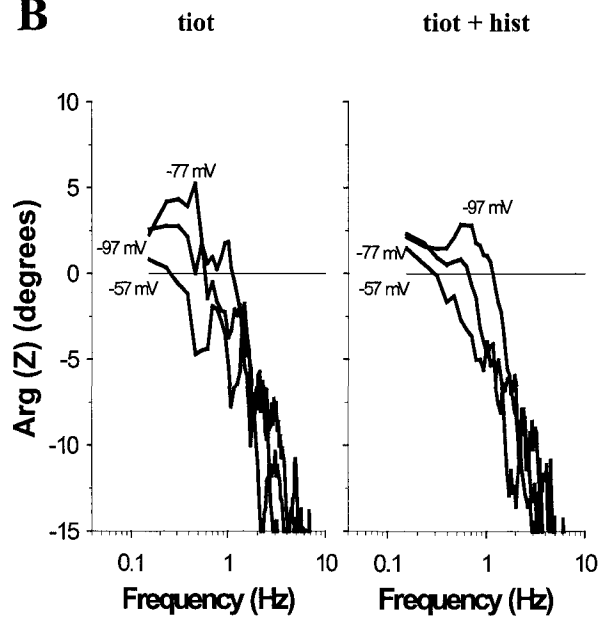 B
tiot
tiot + hist
Arg (Z) (degrees)
10
5
0
-5
-10
-15
-77 mV
-97 mV
-57 mV
0.1
1
10
Frequency (Hz)
-97 mV
-77 mV
-57 mV
0.1
1
10
Frequency (Hz)